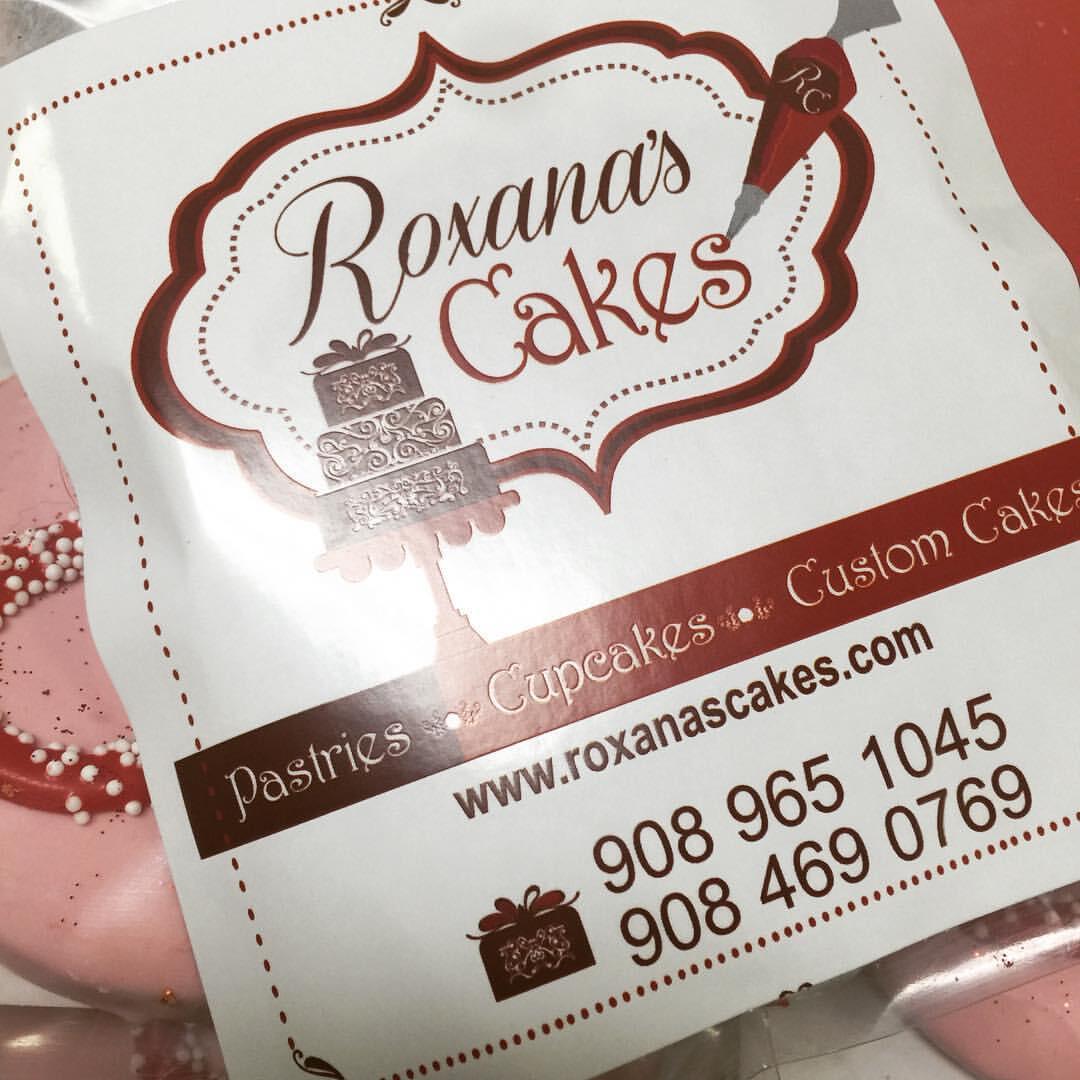 RC
Roxana's
Cakes
Pastries Cupcakes Custom Cakes
www.roxanascakes.com
908 965 1045
908 469 0769